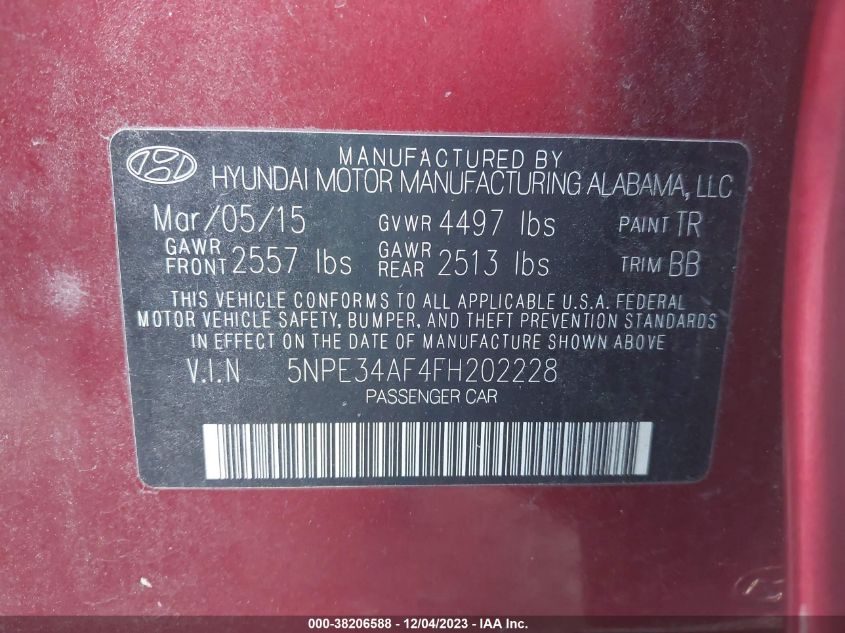 MANUFACTURED BY
HYUNDAI MOTOR MANUFACTURING ALABAMA, LLC
Mar/05/15 GVWR 4497 lbs PAINT TR
GAWR FRONT 2557 lbs GAWR REAR 2513 lbs TRIM BB
THIS VEHICLE CONFORMS TO ALL APPLICABLE U.S.A. FEDERAL
MOTOR VEHICLE SAFETY, BUMPER, AND THEFT PREVENTION STANDARDS
IN EFFECT ON THE DATE OF MANUFACTURE SHOWN ABOVE
V.I.N 5NPE34AF4FH202228
PASSENGER CAR
000-38206588 - 12/04/2023 - IAA Inc.